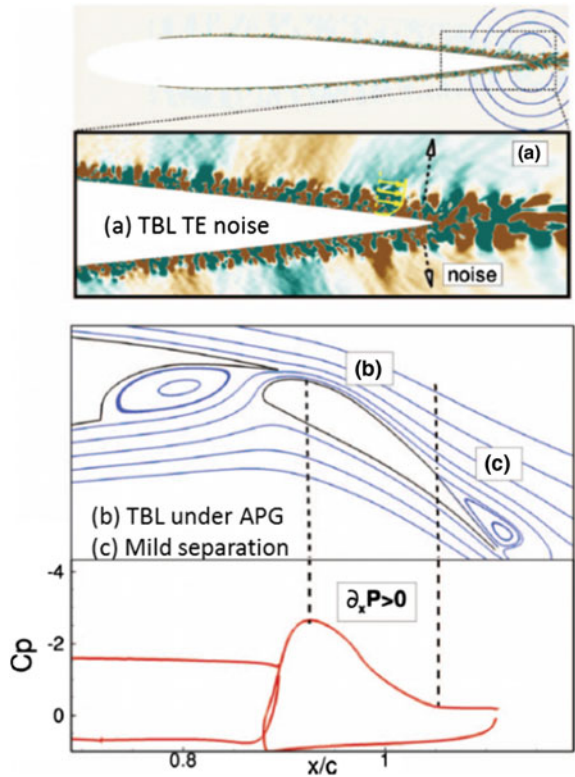 (a)
(a) TBL TE noise
noise
(b)
(c)
(b) TBL under APG
(c) Mild separation
-4
∂ₓP>0
-2
Cp
0
0.8
1
x/c